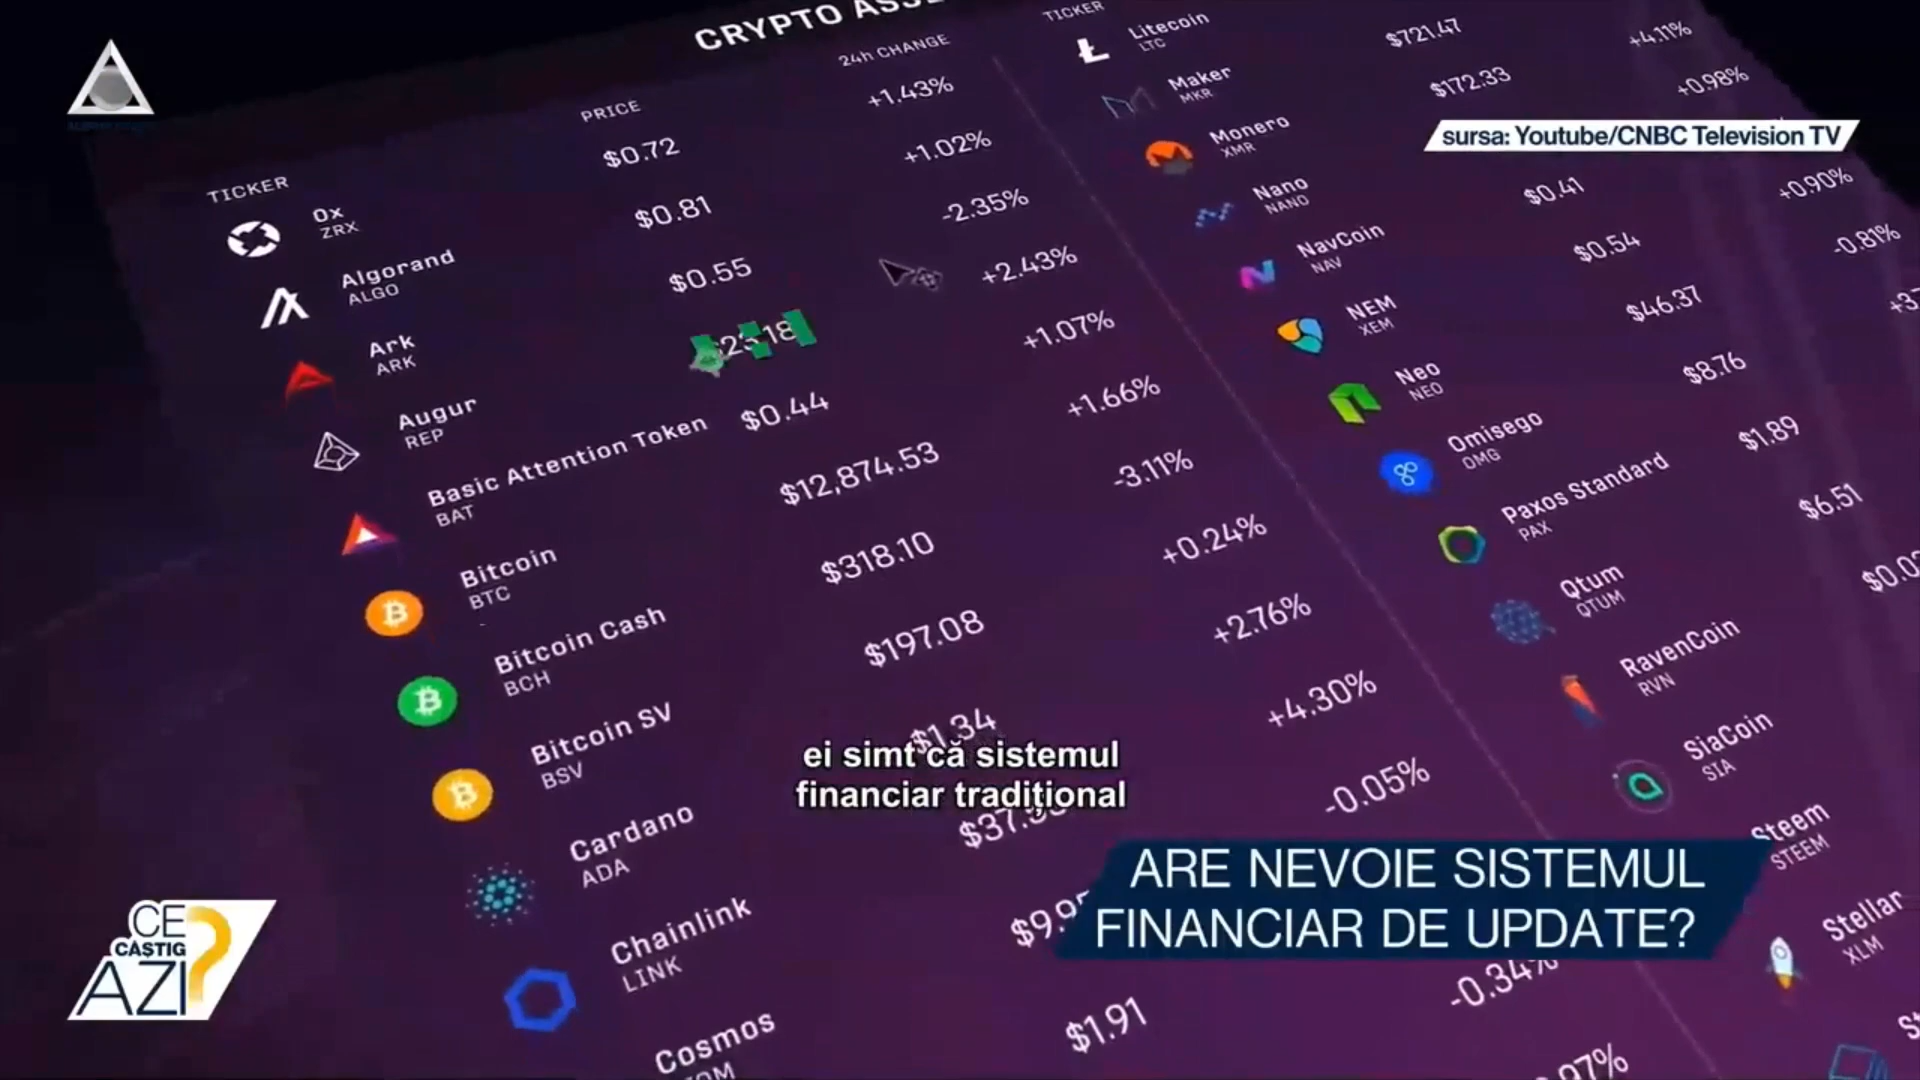 CRYPTO
TICKER
PRICE
24h CHANGE
0x
ZRX
$0.72
+1.43%
Algorand
ALGO
$0.81
+1.02%
Ark
ARK
$0.55
-2.35%
Augur
REP
+2.43%
Basic Attention Token
BAT
$0.44
+1.07%
Bitcoin
BTC
$12,874.53
+1.66%
Bitcoin Cash
BCH
$318.10
-3.11%
Bitcoin SV
BSV
$197.08
+0.24%
Cardano
ADA
$1.34
+2.76%
Chainlink
LINK
+4.30%
Cosmos
-0.05%
$1.91
-0.34%
TICKER
Litecoin
LTC
Maker
MKR
$721.47
+4.11%
Monero
XMR
$172.33
+0.98%
Nano
NANO
NavCoin
NAV
$0.41
+0.90%
NEM
XEM
$0.54
-0.81%
Neo
NEO
$46.37
Omisego
OMG
$8.76
Paxos Standard
PAX
$1.89
Qtum
QTUM
$6.51
RavenCoin
RVN
SiaCoin
SIA
Steem
STEEM
Stellar
XLM
sursa: Youtube/CNBC Television TV
ei simt că sistemul
financiar tradițional
ARE NEVOIE SISTEMUL
FINANCIAR DE UPDATE?
CE
CÂȘTIG
AZI?